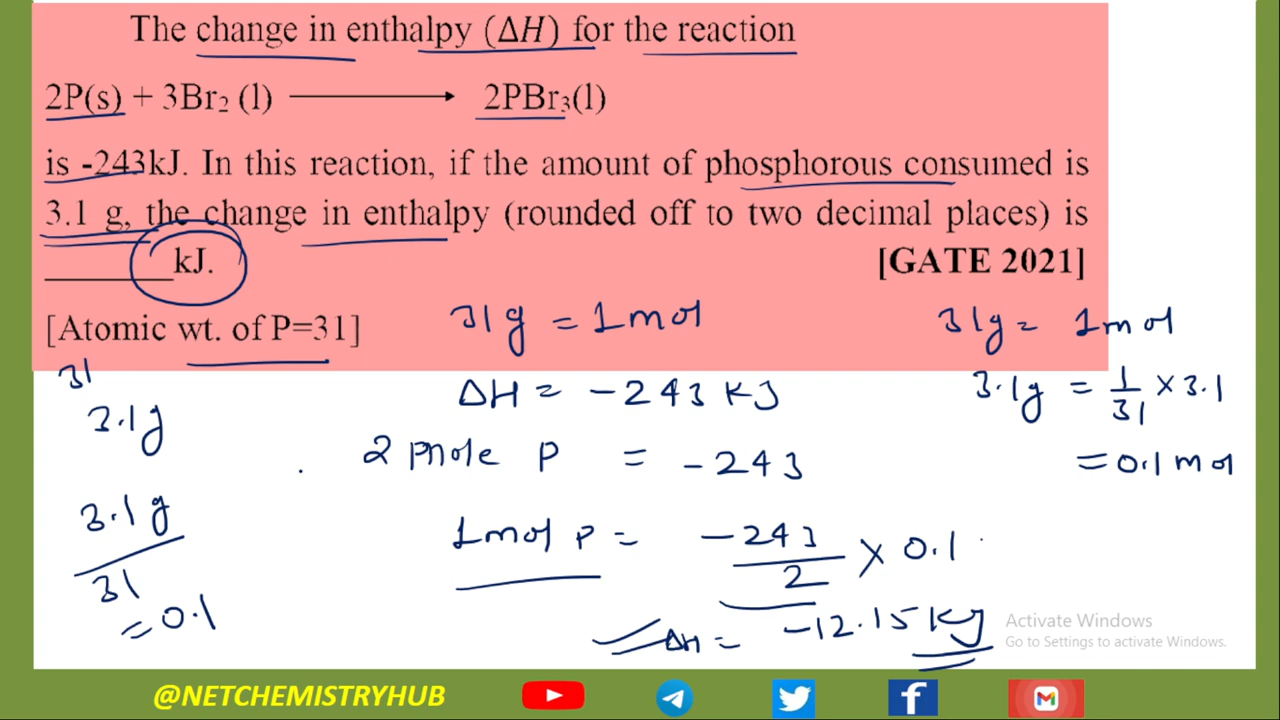 The change in enthalpy (ΔH) for the reaction
2P(s) + 3Br₂ (l) ⟶ 2PBr₃(l)
is -243kJ. In this reaction, if the amount of phosphorous consumed is
3.1 g, the change in enthalpy (rounded off to two decimal places) is
________kJ. [GATE 2021]
[Atomic wt. of P=31]
31
3.1g
3.1g
31
= 0.1
31g = 1mol
ΔH = -243 KJ
2 mole P = -243
1mol P = -243/2 × 0.1
ΔH = -12.15 Kg
31g = 1mol
3.1g = 1/31 × 3.1
= 0.1 mol
Activate Windows
Go to Settings to activate Windows.
@NETCHEMISTRYHUB